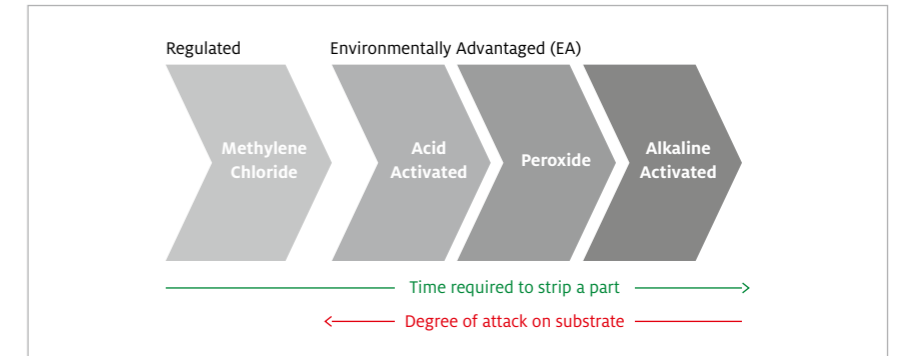 Regulated
Environmentally Advantaged (EA)
Methylene
Chloride
Acid
Activated
Peroxide
Alkaline
Activated
Time required to strip a part
Degree of attack on substrate